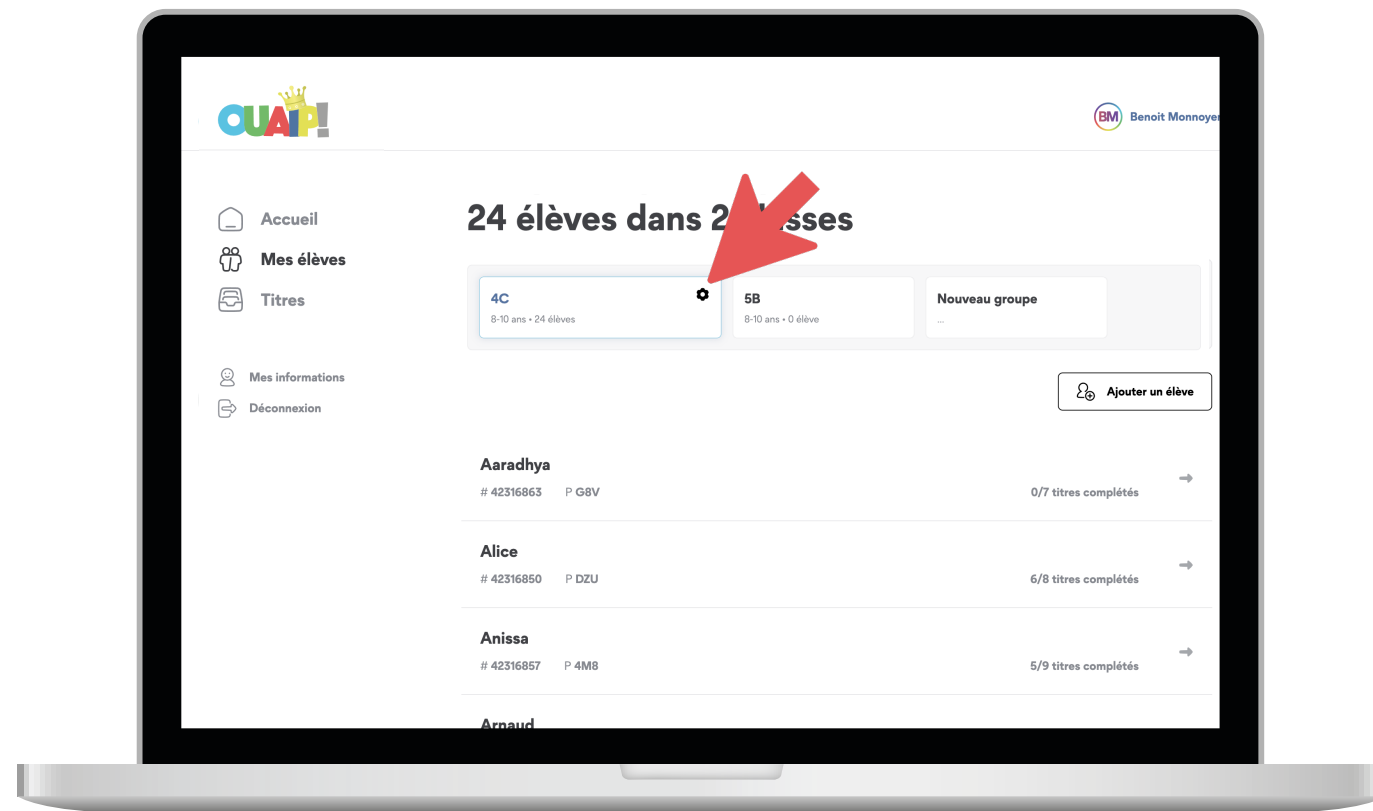 OUAIP!
BM Benoit Monnoyer
Accueil
Mes élèves
Titres
Mes informations
Déconnexion
24 élèves dans 2
4C
8-10 ans • 24 élèves
5B
8-10 ans • 0 élève
Nouveau groupe
...
Ajouter un élève
Aaradhya
# 42316863 P G8V
0/7 titres complétés
Alice
# 42316850 P DZU
6/8 titres complétés
Anissa
# 42316857 P 4M8
5/9 titres complétés
Arnaud